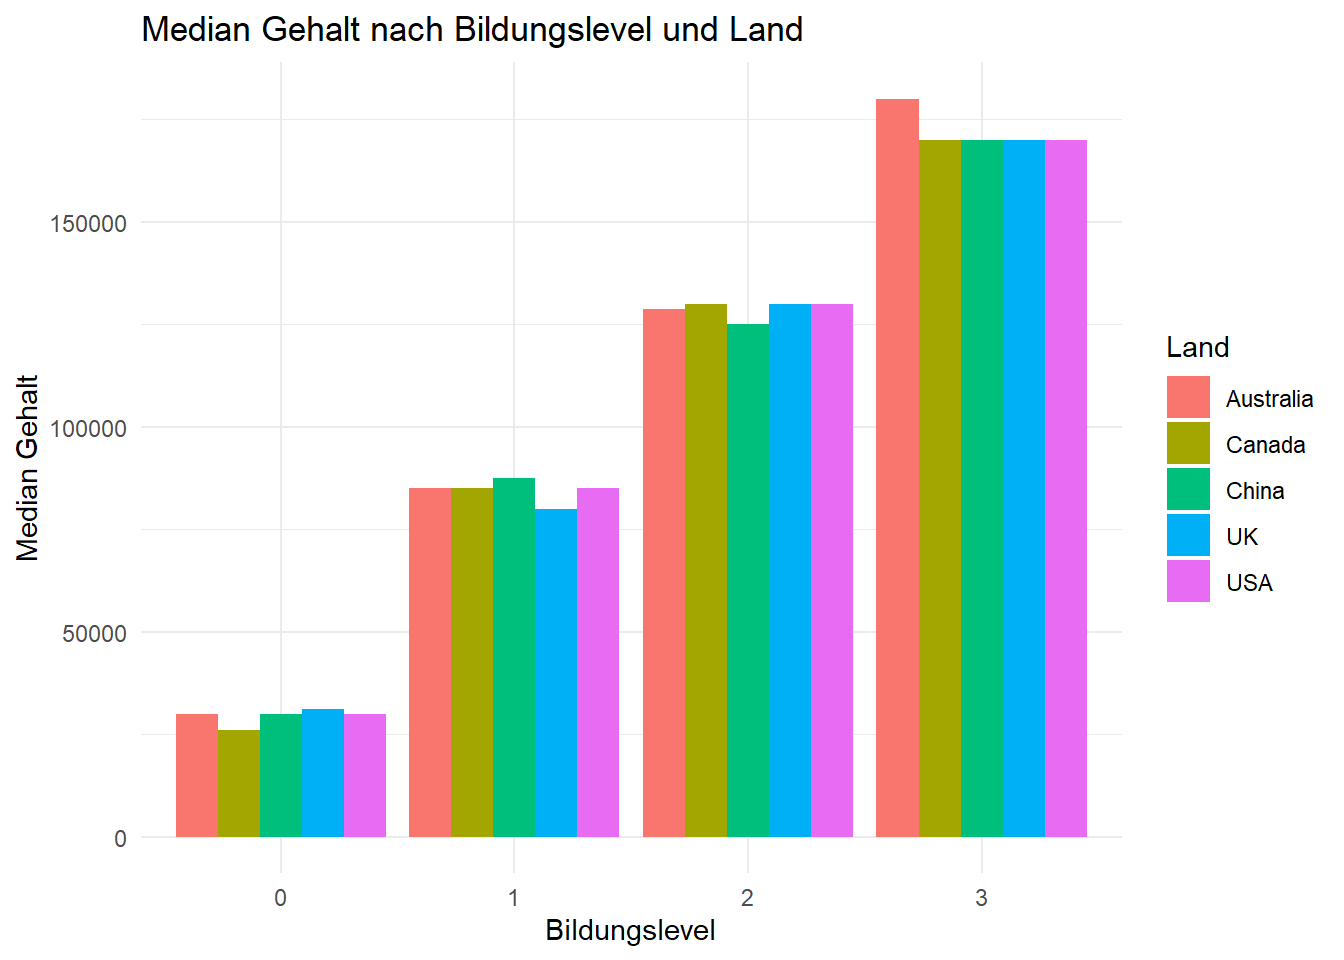 Median Gehalt nach Bildungslevel und Land
Median Gehalt
150000
100000
50000
0
0 1 2 3
Bildungslevel
Land
Australia
Canada
China
UK
USA